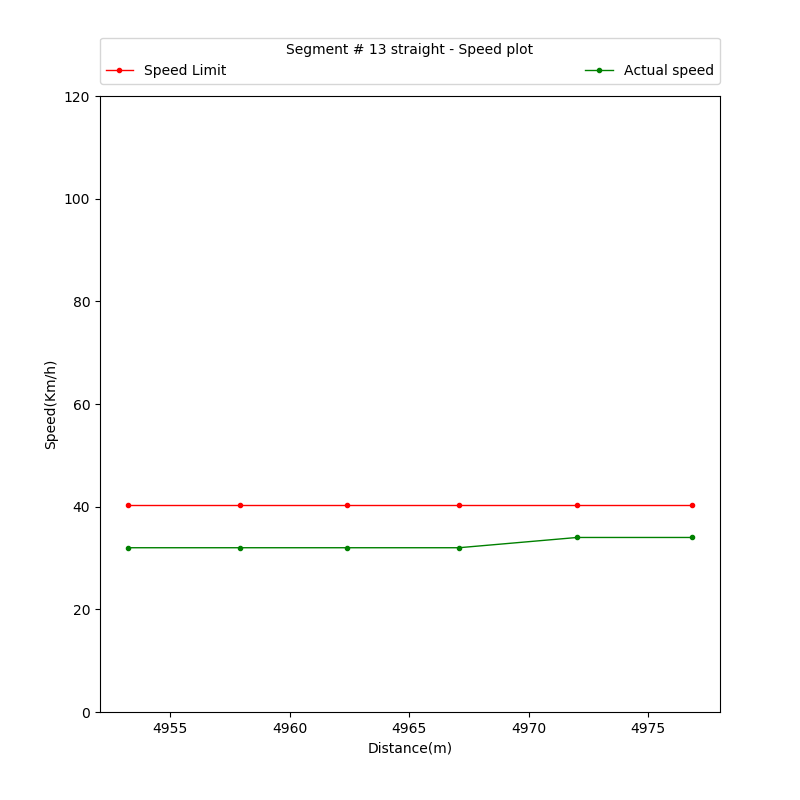 Segment # 13 straight - Speed plot
Speed Limit
Actual speed
120
100
80
60
40
20
0
Speed(Km/h)
4955
4960
4965
4970
4975
Distance(m)